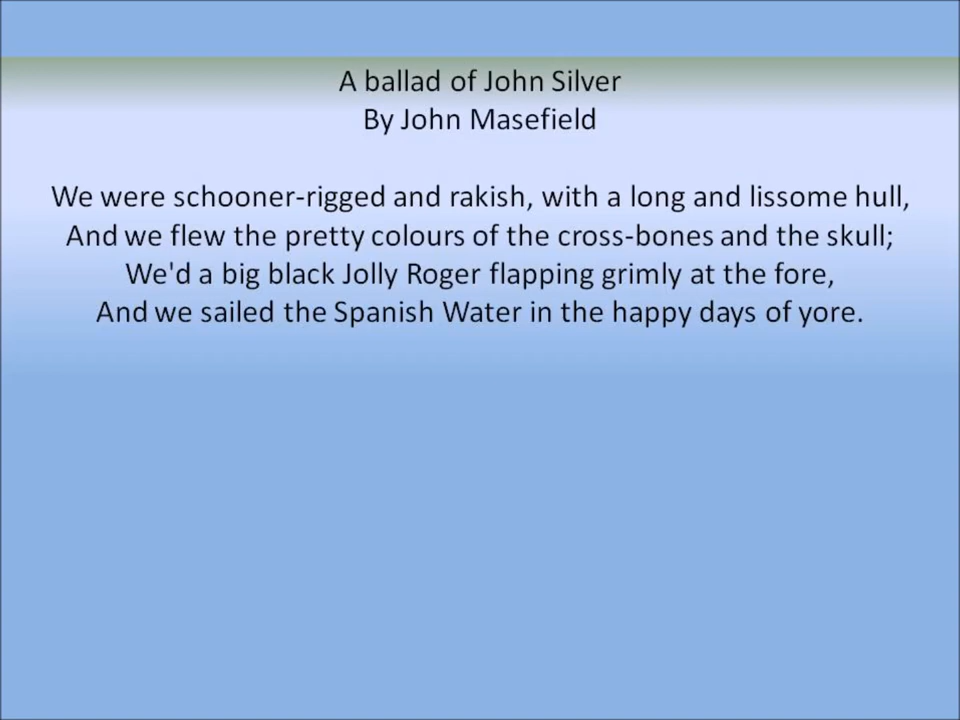 A ballad of John Silver
By John Masefield
We were schooner-rigged and rakish, with a long and lissome hull,
And we flew the pretty colours of the cross-bones and the skull;
We'd a big black Jolly Roger flapping grimly at the fore,
And we sailed the Spanish Water in the happy days of yore.